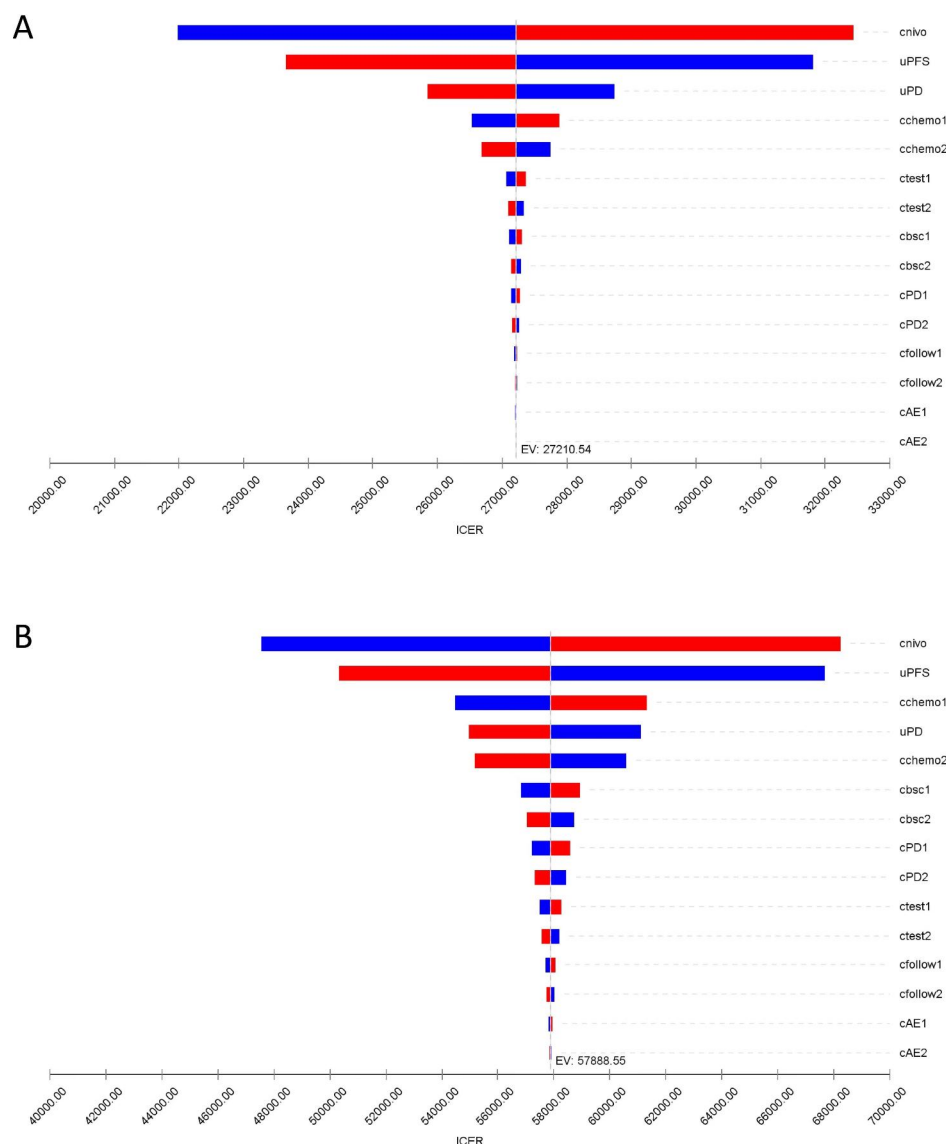 A
cnivo
uPFS
uPD
cchemo1
cchemo2
ctest1
ctest2
cbsc1
cbsc2
cPD1
cPD2
cfollow1
cfollow2
cAE1
cAE2
EV: 27210.54
20000.00 21000.00 22000.00 23000.00 24000.00 25000.00 26000.00 27000.00 28000.00 29000.00 30000.00 31000.00 32000.00 33000.00
ICER
B
cnivo
uPFS
cchemo1
uPD
cchemo2
cbsc1
cbsc2
cPD1
cPD2
ctest1
ctest2
cfollow1
cfollow2
cAE1
cAE2
EV: 57888.55
40000.00 42000.00 44000.00 46000.00 48000.00 50000.00 52000.00 54000.00 56000.00 58000.00 60000.00 62000.00 64000.00 66000.00 68000.00 70000.00
ICER